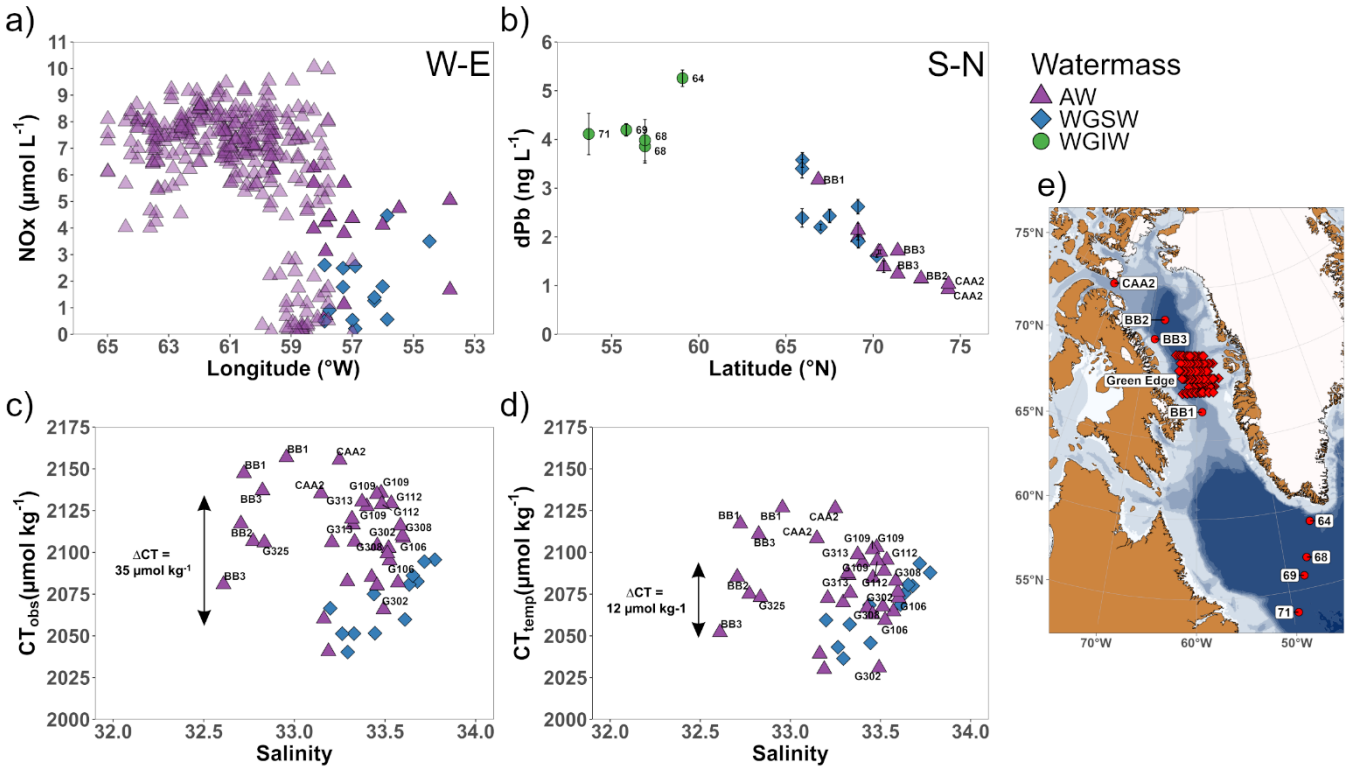 a)
W-E
NOx (µmol L⁻¹)
11
10
9
8
7
6
5
4
3
2
1
0
65
63
61
59
57
55
53
Longitude (°W)
b)
S-N
dPb (ng L⁻¹)
6
5
4
3
2
1
0
64
71
69
68
68
BB1
BB3
BB3
BB2
CAA2
CAA2
55
60
65
70
75
Latitude (°N)
Watermass
AW
WGSW
WGIW
c)
CTobs(µmol kg⁻¹)
2175
2150
2125
2100
2075
2050
2025
2000
BB1
BB1
CAA2
BB3
CAA2
G109
G109
G313
G112
G109
G112
BB2
G313
G302
G308
G325
G308
G106
G106
BB3
G302
ΔCT =
35 µmol kg⁻¹
32.0
32.5
33.0
33.5
34.0
Salinity
d)
CTtemp(µmol kg⁻¹)
2175
2150
2125
2100
2075
2050
2025
2000
BB1
BB1
CAA2
BB3
CAA2
G109
G109
G313
G112
G313
G112
G308
BB2
G325
G302
G308
G106
G106
BB3
G302
ΔCT =
12 µmol kg-1
32.0
32.5
33.0
33.5
34.0
Salinity
e)
75°N
70°N
65°N
60°N
55°N
CAA2
BB2
BB3
Green Edge
BB1
64
68
69
71
70°W
60°W
50°W